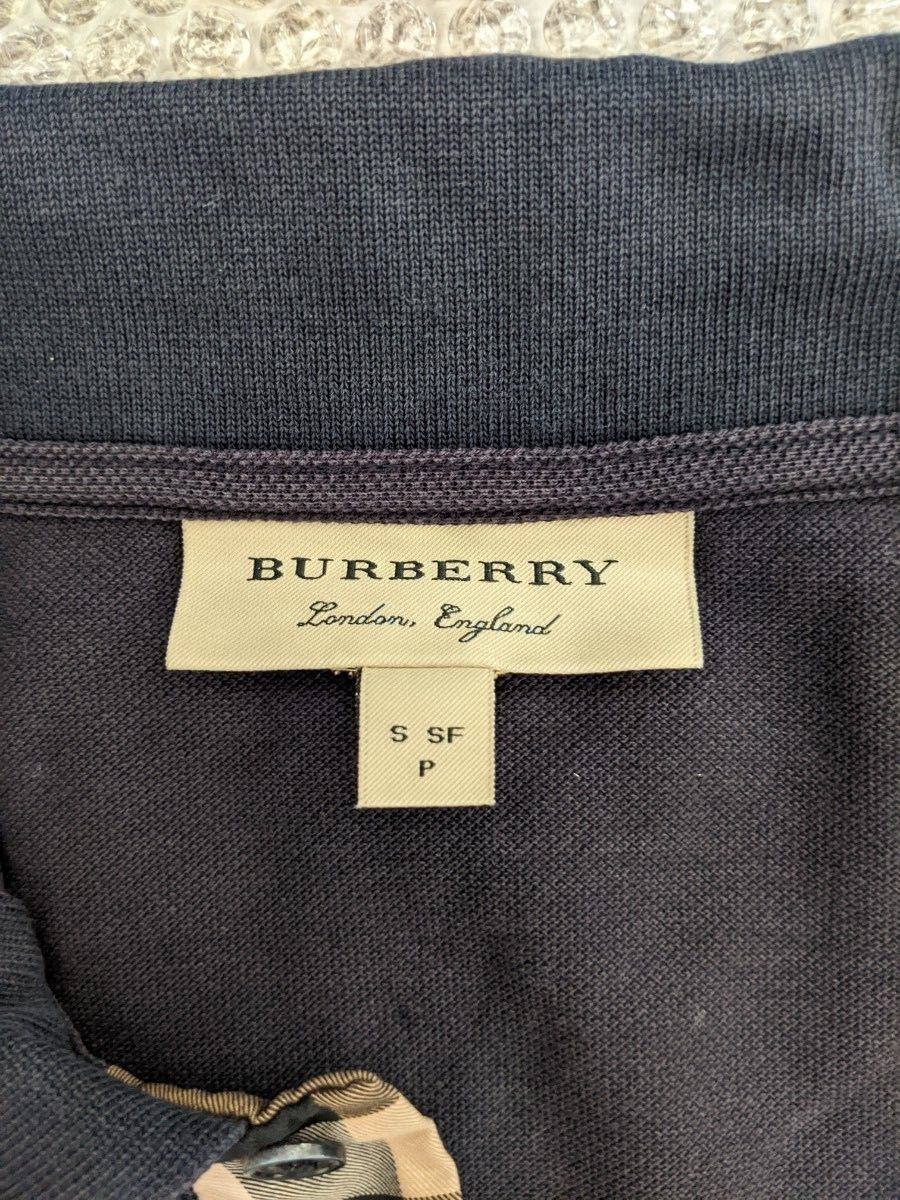 BURBERRY
London, England
S SF
P